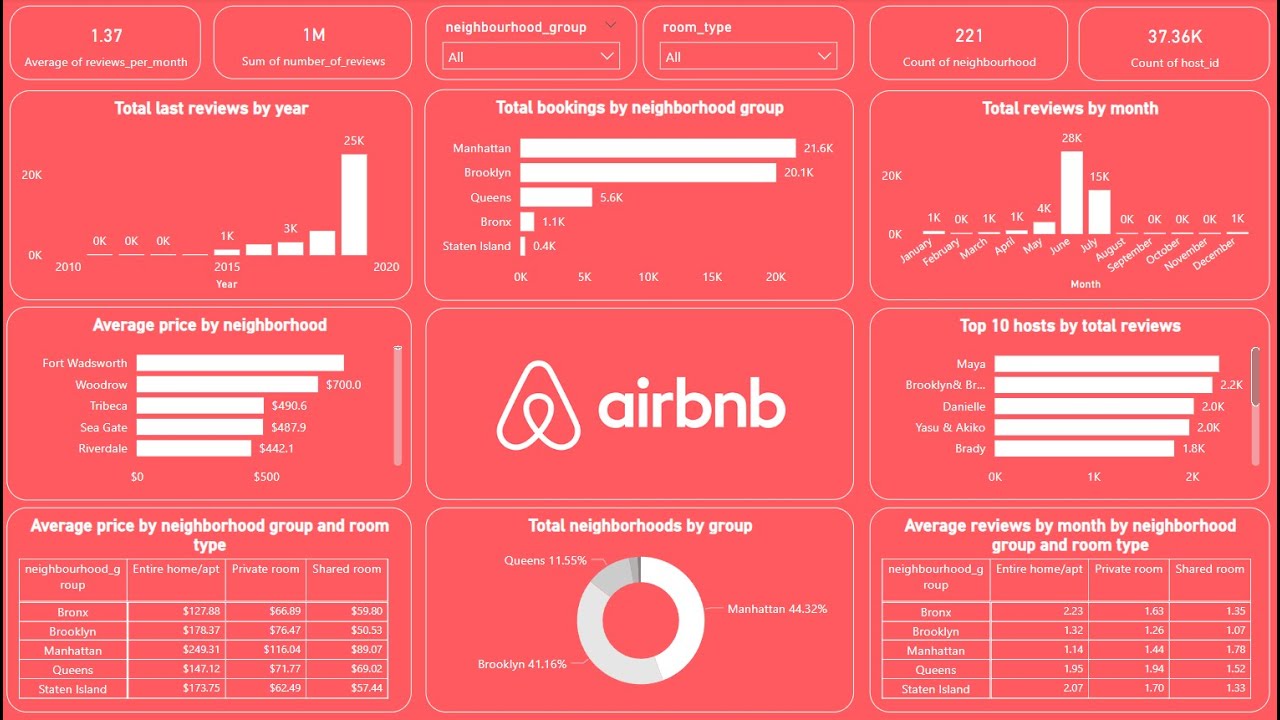 1.37
Average of reviews_per_month
1M
Sum of number_of_reviews
neighbourhood_group
All
room_type
All
221
Count of neighbourhood
37.36K
Count of host_id
Total last reviews by year
25K
20K
0K
0K
0K
0K
1K
3K
2010
2015
2020
Year
Total bookings by neighborhood group
Manhattan
21.6K
Brooklyn
20.1K
Queens
5.6K
Bronx
1.1K
Staten Island
0.4K
0K
5K
10K
15K
20K
Total reviews by month
20K
0K
1K
0K
1K
1K
4K
28K
15K
0K
0K
0K
0K
1K
January
February
March
April
May
June
July
August
September
October
November
December
Month
Average price by neighborhood
Fort Wadsworth
Woodrow
$700.0
Tribeca
$490.6
Sea Gate
$487.9
Riverdale
$442.1
$0
$500
airbnb
Top 10 hosts by total reviews
Maya
Brooklyn& Br...
2.2K
Danielle
2.0K
Yasu & Akiko
2.0K
Brady
1.8K
0K
1K
2K
Average price by neighborhood group and room
type
neighbourhood_g
roup
Entire home/apt
Private room
Shared room
Bronx $127.88 $66.89 $59.80
Brooklyn $178.37 $76.47 $50.53
Manhattan $249.31 $116.04 $89.07
Queens $147.12 $71.77 $69.02
Staten Island $173.75 $62.49 $57.44
Total neighborhoods by group
Queens 11.55%
Manhattan 44.32%
Brooklyn 41.16%
Average reviews by month by neighborhood
group and room type
neighbourhood_g
roup
Entire home/apt
Private room
Shared room
Bronx 2.23 1.63 1.35
Brooklyn 1.32 1.26 1.07
Manhattan 1.14 1.44 1.78
Queens 1.95 1.94 1.52
Staten Island 2.07 1.70 1.33